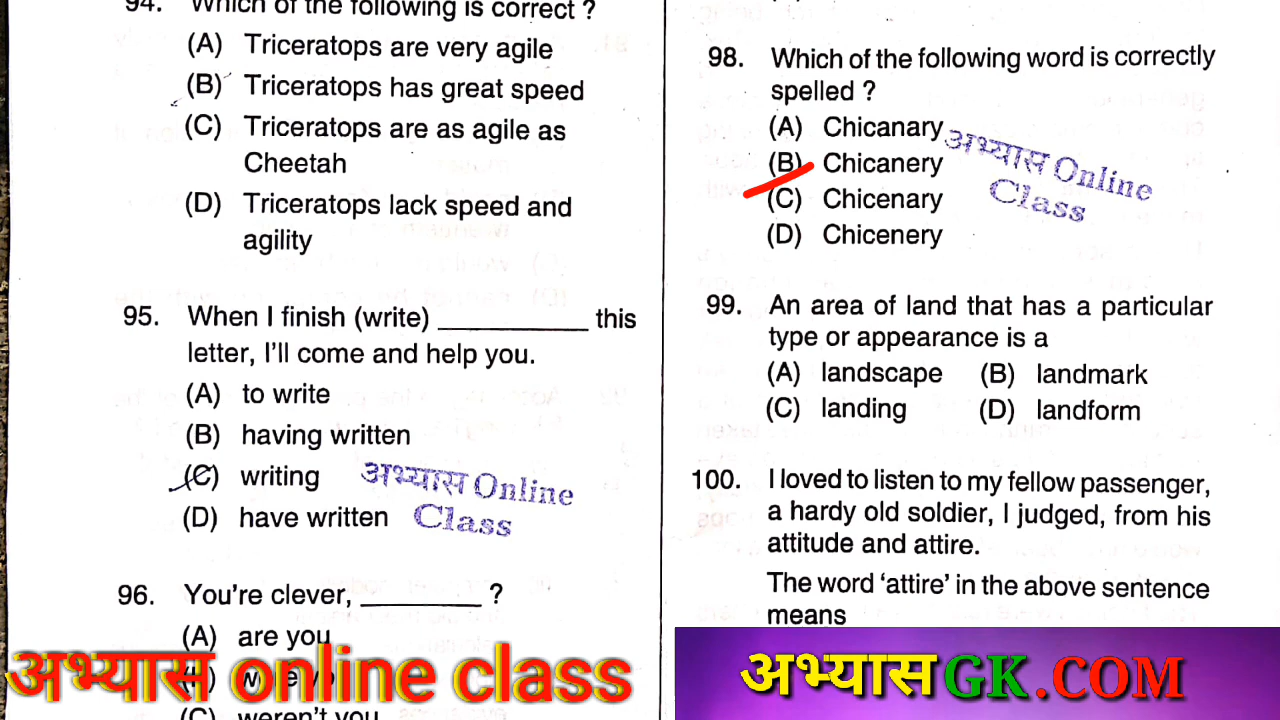 94. Which of the following is correct ?
(A) Triceratops are very agile
(B) Triceratops has great speed
(C) Triceratops are as agile as
Cheetah
(D) Triceratops lack speed and
agility
95. When I finish (write) __________ this
letter, I'll come and help you.
(A) to write
(B) having written
(C) writing
(D) have written
अभ्यास Online
Class
96. You're clever, ________ ?
(A) are you
(C) weren't you
अभ्यास online class
98. Which of the following word is correctly
spelled ?
(A) Chicanary
(B) Chicanery
(C) Chicenary
(D) Chicenery
अभ्यास Online
Class
99. An area of land that has a particular
type or appearance is a
(A) landscape (B) landmark
(C) landing (D) landform
100. I loved to listen to my fellow passenger,
a hardy old soldier, I judged, from his
attitude and attire.
The word 'attire' in the above sentence
means
अभ्यास GK.COM